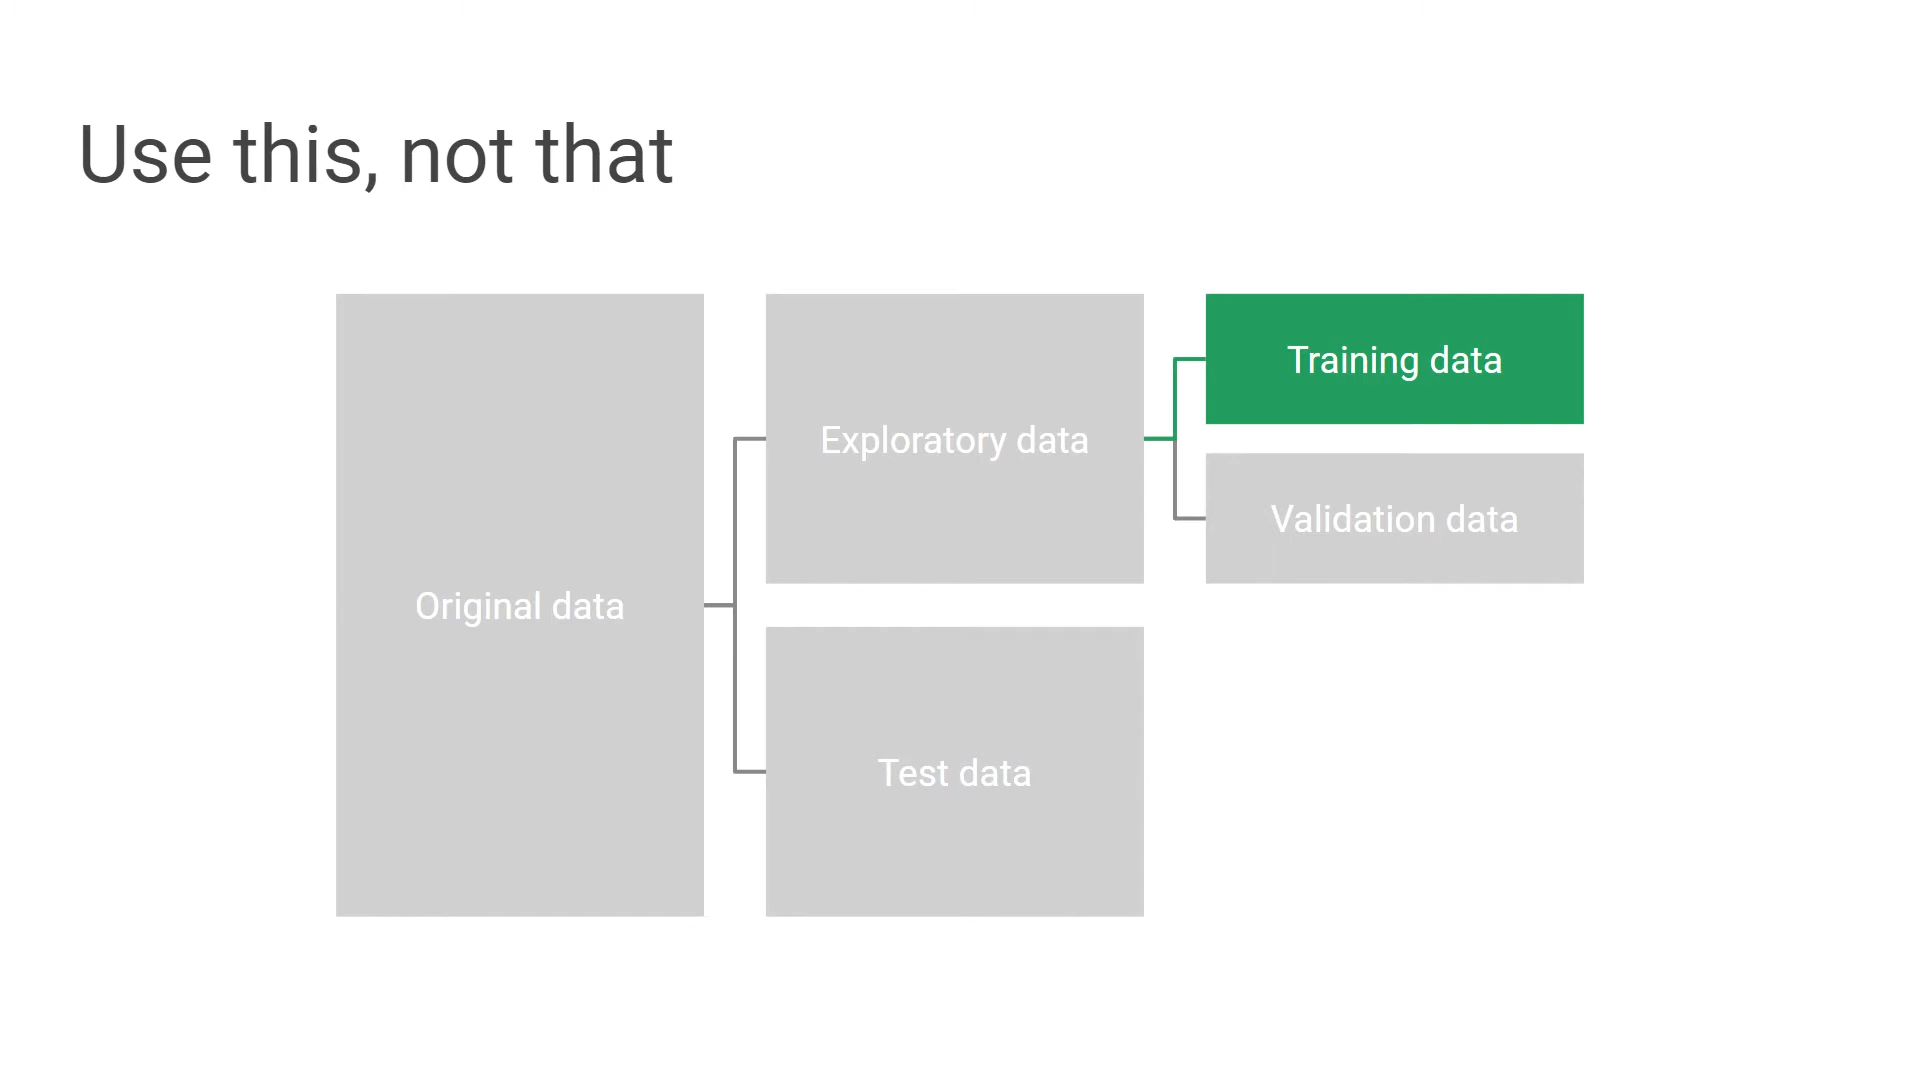 Use this, not that
Training data
Exploratory data
Validation data
Original data
Test data